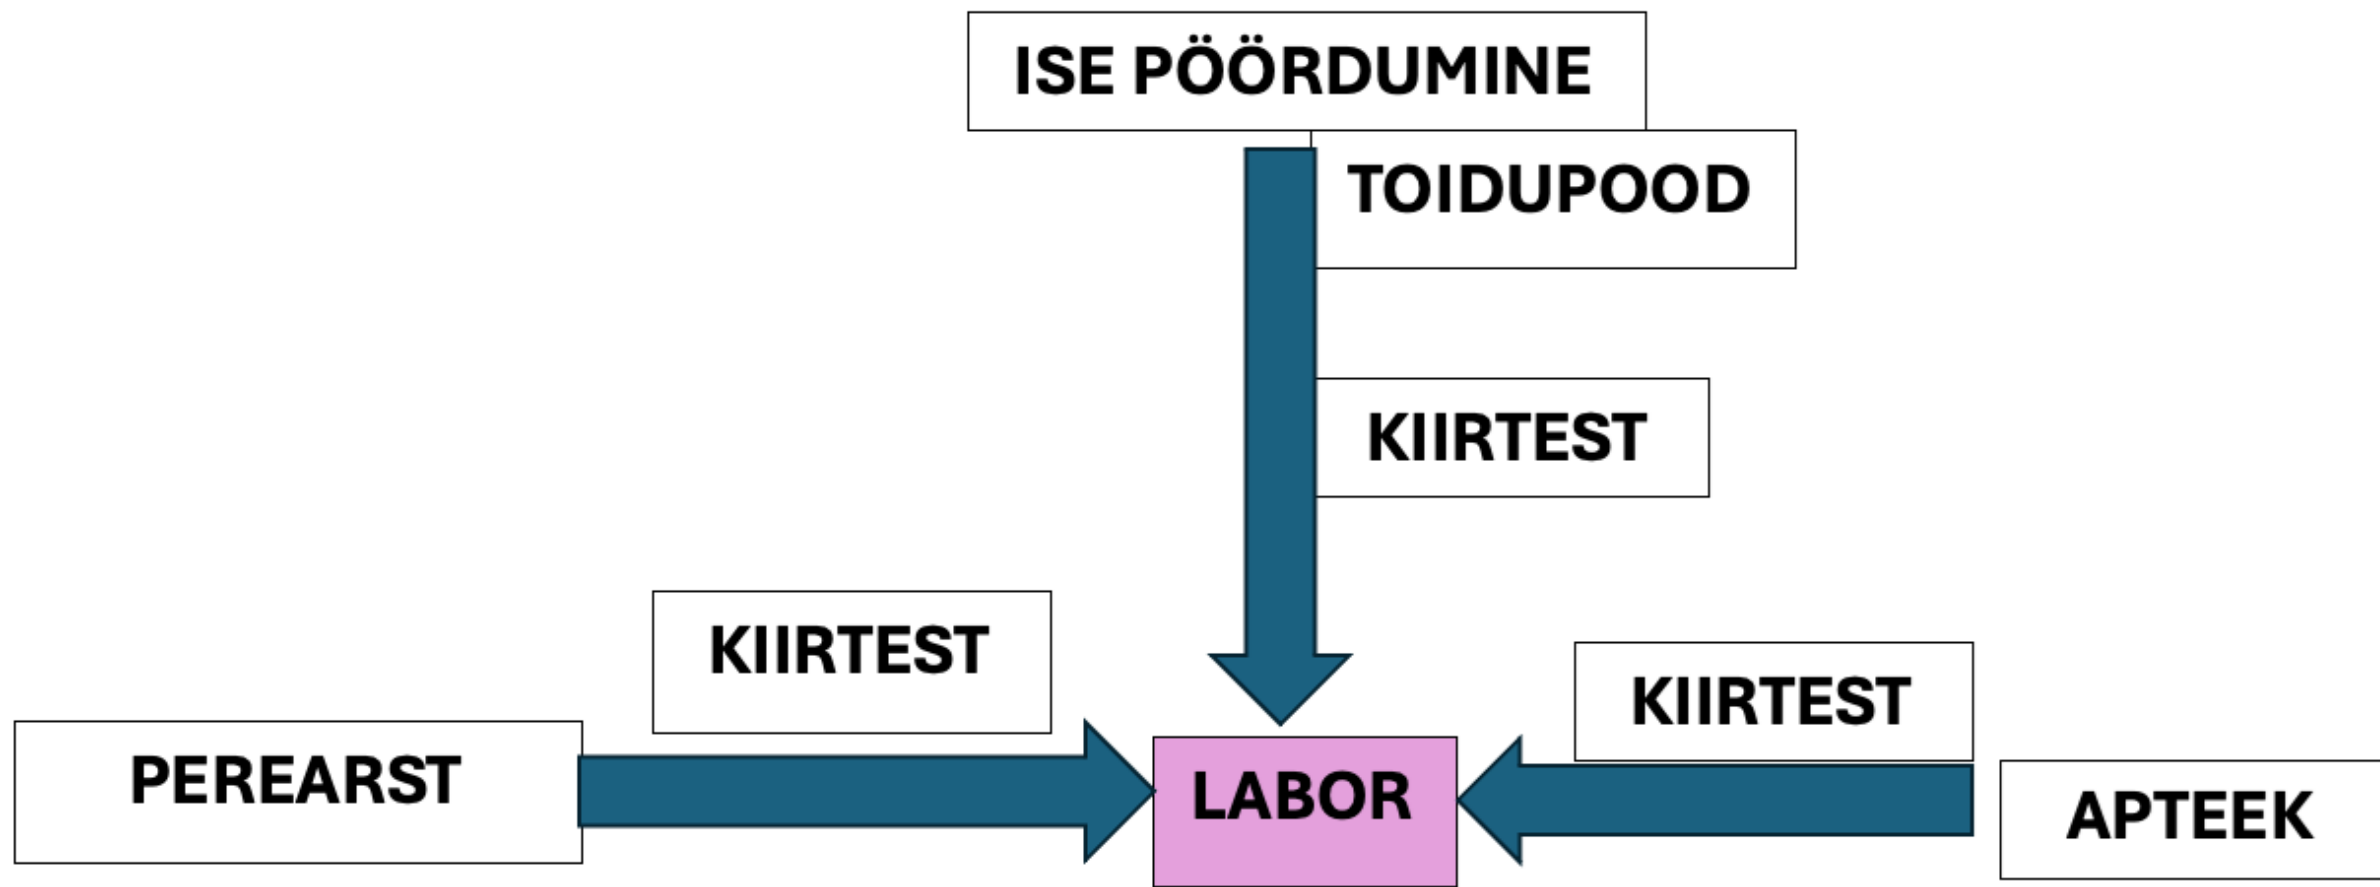 ISE PÖÖRDUMINE
TOIDUPOOD
KIIRTEST
KIIRTEST
KIIRTEST
PEREARST
LABOR
APTEEK